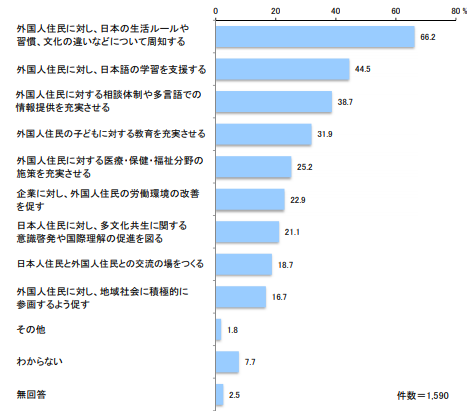 0 20 40 60 80 %
外国人住民に対し、日本の生活ルールや
習慣、文化の違いなどについて周知する
66.2
外国人住民に対し、日本語の学習を支援する
44.5
外国人住民に対する相談体制や多言語での
情報提供を充実させる
38.7
外国人住民の子どもに対する教育を充実させる
31.9
外国人住民に対する医療・保健・福祉分野の
施策を充実させる
25.2
企業に対し、外国人住民の労働環境の改善
を促す
22.9
日本人住民に対し、多文化共生に関する
意識啓発や国際理解の促進を図る
21.1
日本人住民と外国人住民との交流の場をつくる
18.7
外国人住民に対し、地域社会に積極的に
参画するよう促す
16.7
その他
1.8
わからない
7.7
無回答
2.5
件数=1,590